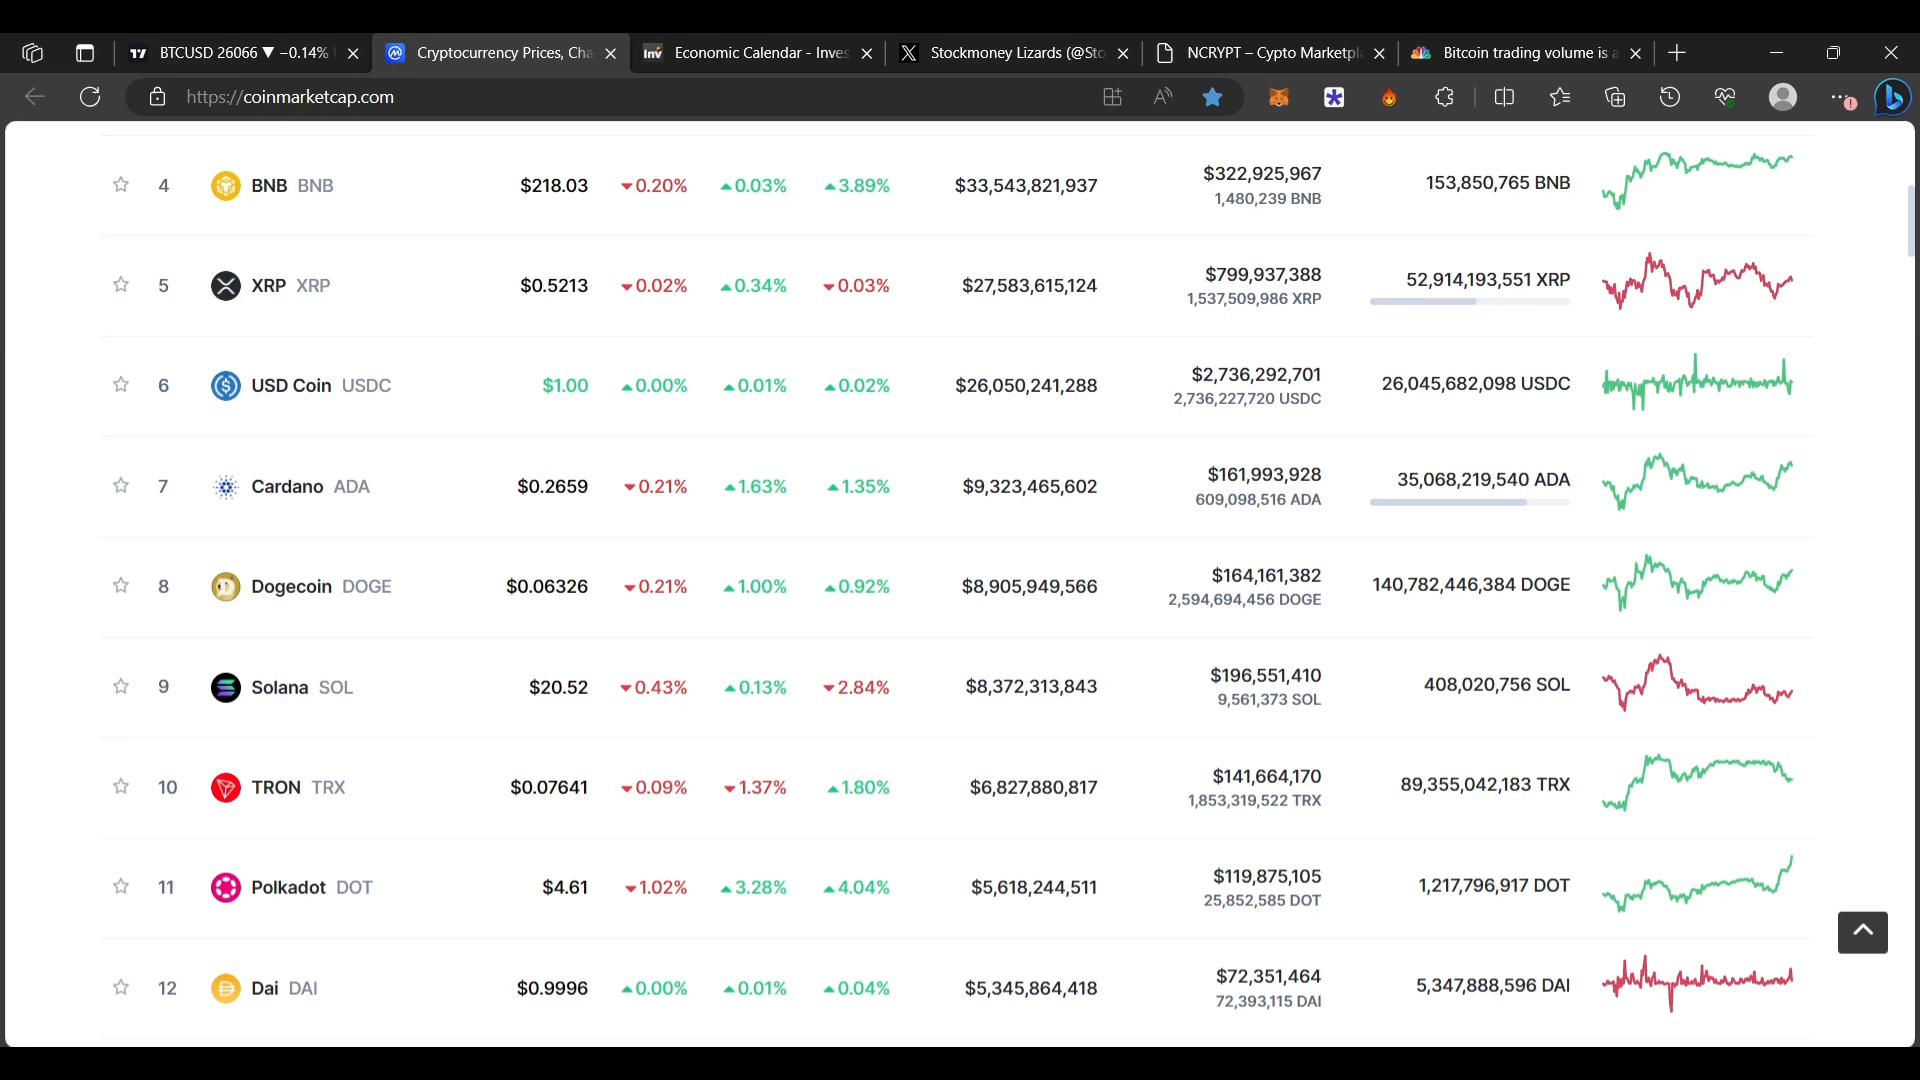 BTCUSD 26066 ▼ −0.14%
Cryptocurrency Prices, Cha
Economic Calendar - Inves
Stockmoney Lizards (@Sto
NCRYPT – Cypto Marketpl
Bitcoin trading volume is a
https://coinmarketcap.com
4 BNB BNB $218.03 0.20% 0.03% 3.89% $33,543,821,937 $322,925,967 153,850,765 BNB
1,480,239 BNB
5 XRP XRP $0.5213 0.02% 0.34% 0.03% $27,583,615,124 $799,937,388 52,914,193,551 XRP
1,537,509,986 XRP
6 USD Coin USDC $1.00 0.00% 0.01% 0.02% $26,050,241,288 $2,736,292,701 26,045,682,098 USDC
2,736,227,720 USDC
7 Cardano ADA $0.2659 0.21% 1.63% 1.35% $9,323,465,602 $161,993,928 35,068,219,540 ADA
609,098,516 ADA
8 Dogecoin DOGE $0.06326 0.21% 1.00% 0.92% $8,905,949,566 $164,161,382 140,782,446,384 DOGE
2,594,694,456 DOGE
9 Solana SOL $20.52 0.43% 0.13% 2.84% $8,372,313,843 $196,551,410 408,020,756 SOL
9,561,373 SOL
10 TRON TRX $0.07641 0.09% 1.37% 1.80% $6,827,880,817 $141,664,170 89,355,042,183 TRX
1,853,319,522 TRX
11 Polkadot DOT $4.61 1.02% 3.28% 4.04% $5,618,244,511 $119,875,105 1,217,796,917 DOT
25,852,585 DOT
12 Dai DAI $0.9996 0.00% 0.01% 0.04% $5,345,864,418 $72,351,464 5,347,888,596 DAI
72,393,115 DAI